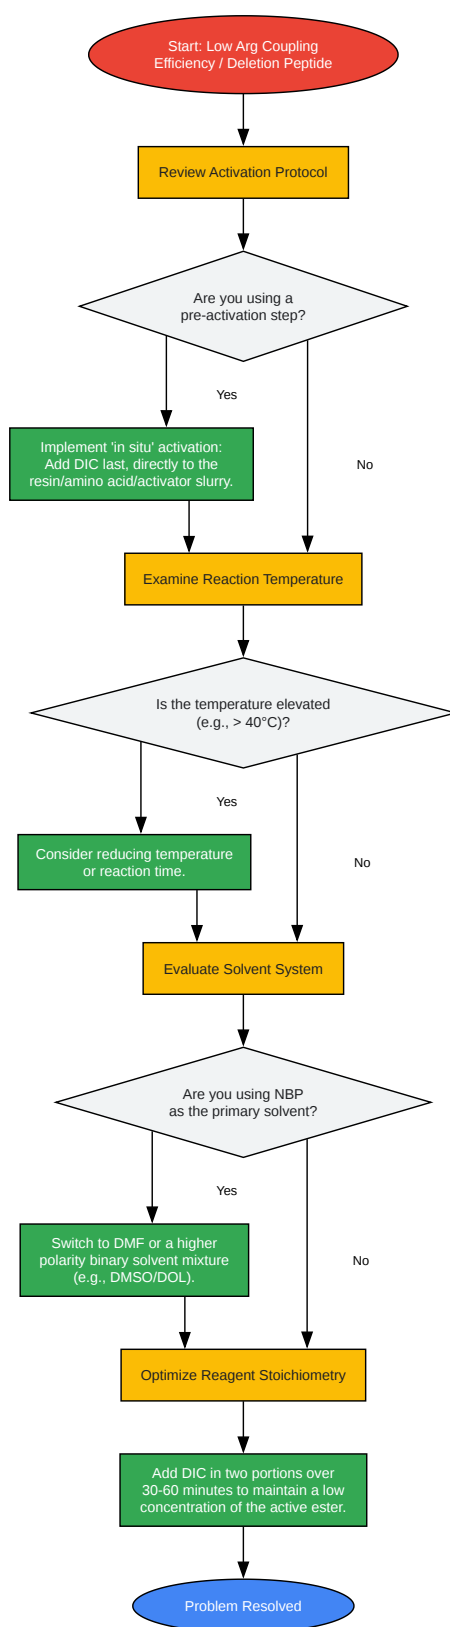 Start: Low Arg Coupling
Efficiency / Deletion Peptide
Review Activation Protocol
Are you using a
pre-activation step?
Yes
Implement 'in situ' activation:
Add DIC last, directly to the
resin/amino acid/activator slurry.
No
Examine Reaction Temperature
Is the temperature elevated
(e.g., > 40°C)?
Yes
Consider reducing temperature
or reaction time.
No
Evaluate Solvent System
Are you using NBP
as the primary solvent?
Yes
Switch to DMF or a higher
polarity binary solvent mixture
(e.g., DMSO/DOL).
No
Optimize Reagent Stoichiometry
Add DIC in two portions over
30-60 minutes to maintain a low
concentration of the active ester.
Problem Resolved